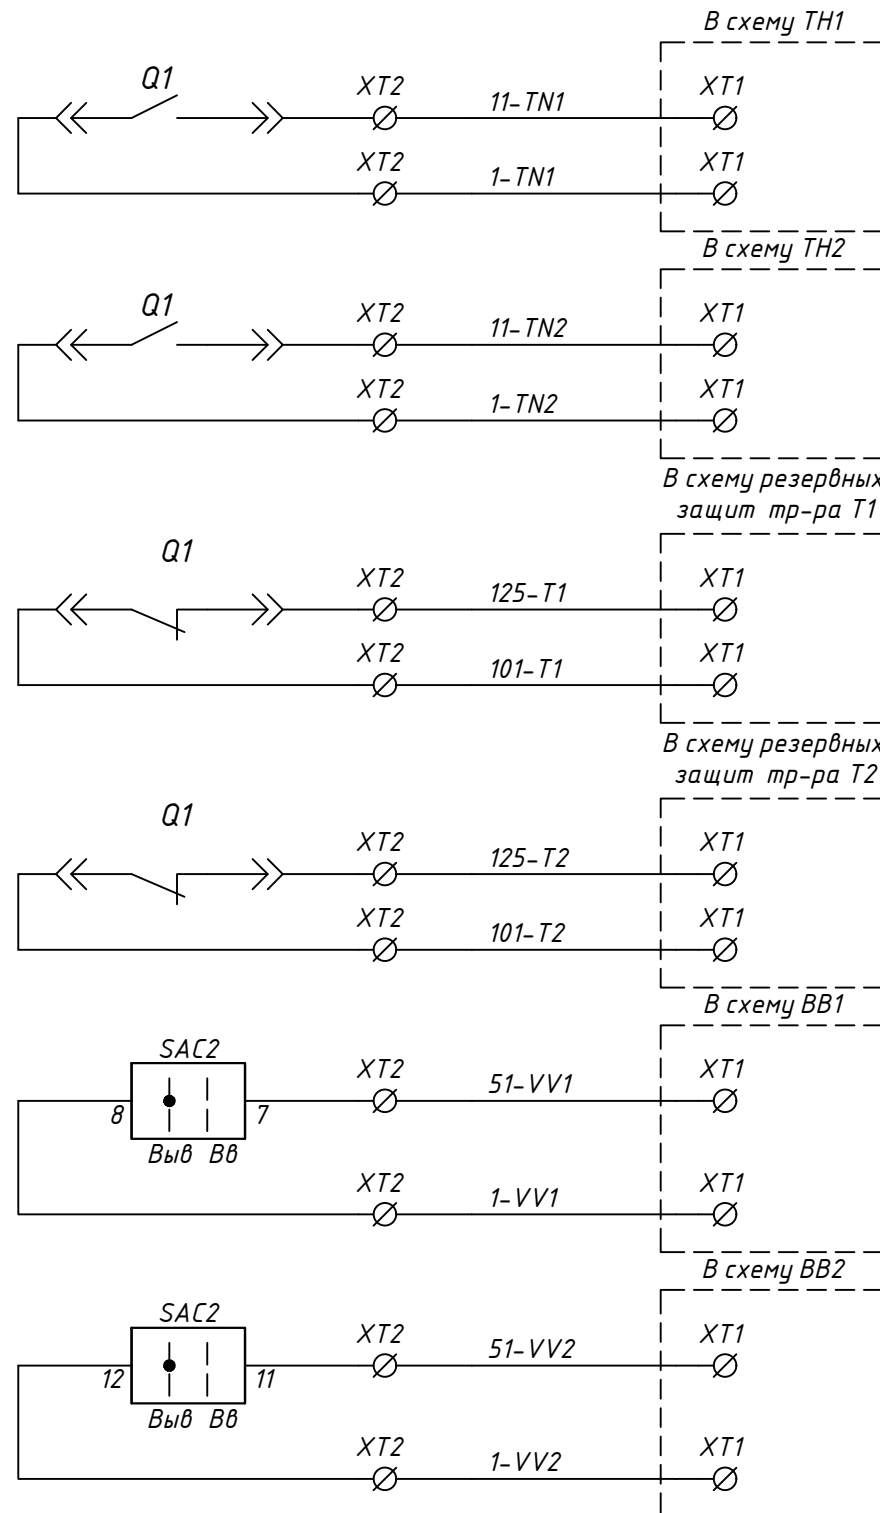 В схему ТН1
Q1
XT2
11-TN1
XT1
XT2
1-TN1
XT1
В схему ТН2
Q1
XT2
11-TN2
XT1
XT2
1-TN2
XT1
В схему резервных
защит тр-ра Т1
Q1
XT2
125-T1
XT1
XT2
101-T1
XT1
В схему резервных
защит тр-ра Т2
Q1
XT2
125-T2
XT1
XT2
101-T2
XT1
В схему ВВ1
SAC2
XT2
51-VV1
XT1
8
7
Выв Вв
XT2
1-VV1
XT1
В схему ВВ2
SAC2
XT2
51-VV2
XT1
12
11
Выв Вв
XT2
1-VV2
XT1